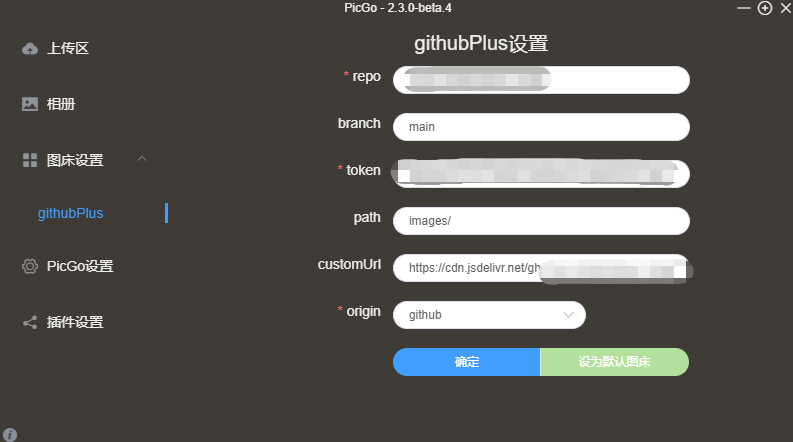 PicGo - 2.3.0-beta.4
上传区
相册
图床设置
githubPlus
PicGo设置
插件设置
githubPlus设置
* repo
branch
main
* token
path
images/
customUrl
https://cdn.jsdelivr.net/gh
* origin
github
确定
设为默认图床